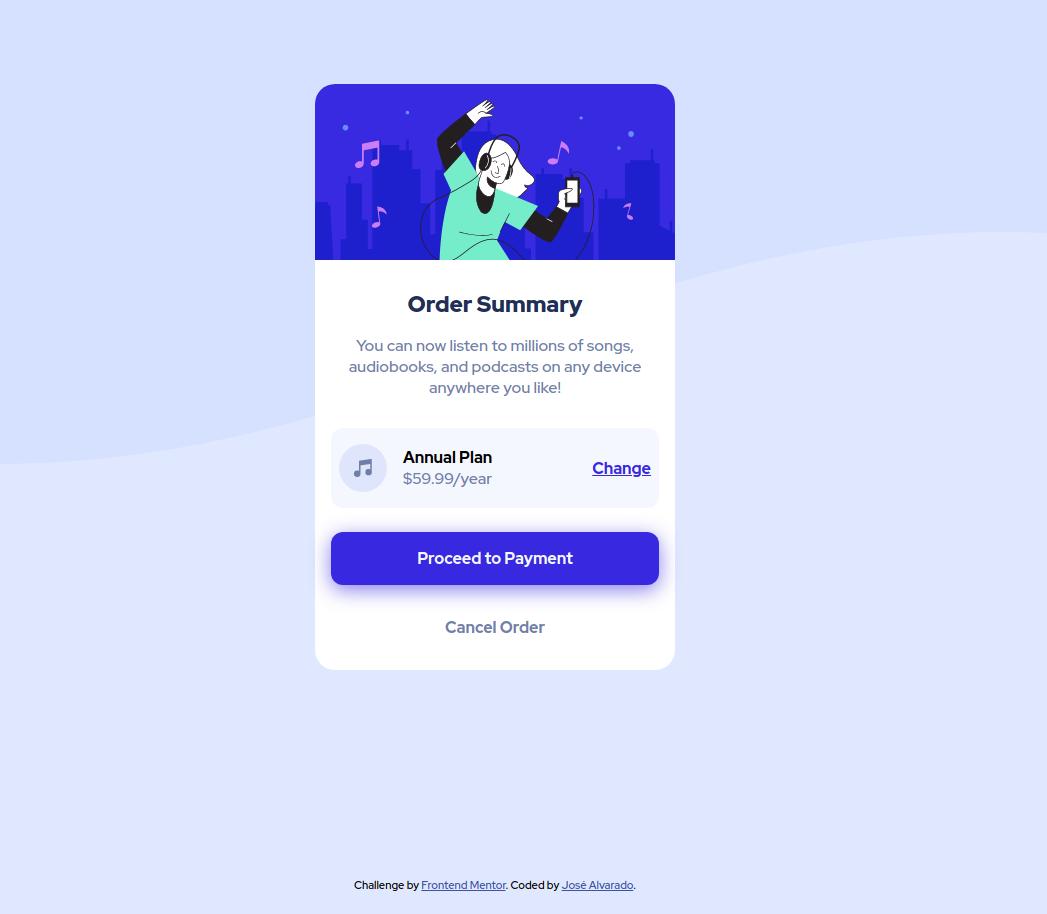 Order Summary
You can now listen to millions of songs,
audiobooks, and podcasts on any device
anywhere you like!
Annual Plan
$59.99/year
Change
Proceed to Payment
Cancel Order
Challenge by Frontend Mentor. Coded by José Alvarado.